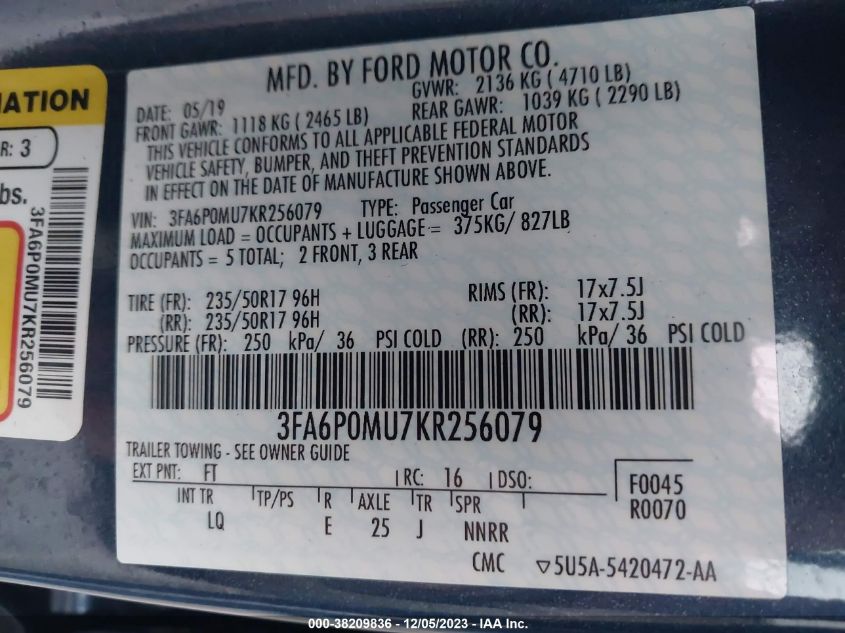 MFD. BY FORD MOTOR CO.
DATE: 05/19 GVWR: 2136 KG ( 4710 LB)
FRONT GAWR: 1118 KG ( 2465 LB) REAR GAWR: 1039 KG ( 2290 LB)
THIS VEHICLE CONFORMS TO ALL APPLICABLE FEDERAL MOTOR
VEHICLE SAFETY, BUMPER, AND THEFT PREVENTION STANDARDS
IN EFFECT ON THE DATE OF MANUFACTURE SHOWN ABOVE.
VIN: 3FA6P0MU7KR256079 TYPE: Passenger Car
MAXIMUM LOAD = OCCUPANTS + LUGGAGE = 375KG/ 827LB
OCCUPANTS = 5 TOTAL; 2 FRONT, 3 REAR
TIRE (FR): 235/50R17 96H RIMS (FR): 17x7.5J
(RR): 235/50R17 96H (RR): 17x7.5J
PRESSURE (FR): 250 kPa/ 36 PSI COLD (RR): 250 kPa/ 36 PSI COLD
3FA6P0MU7KR256079
TRAILER TOWING - SEE OWNER GUIDE
EXT PNT: FT RC: 16 DSO: F0045
INT TR TP/PS R AXLE TR SPR R0070
LQ E 25 J NNRR
CMC ▽5U5A-5420472-AA
MATION
R: 3
bs.
3FA6P0MU7KR256079
000-38209836 - 12/05/2023 - IAA Inc.